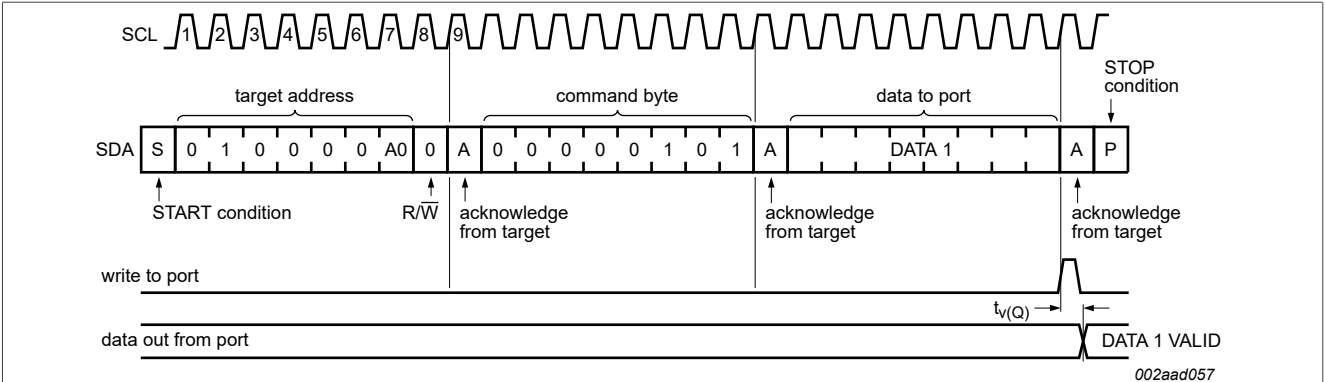 SCL 1 2 3 4 5 6 7 8 9
STOP
condition
target address command byte data to port
SDA S 0 1 0 0 0 0 A0 0 A 0 0 0 0 0 1 0 1 A DATA 1 A P
START condition R/W̅ acknowledge
from target acknowledge
from target acknowledge
from target
write to port
tv(Q)
data out from port DATA 1 VALID
002aad057